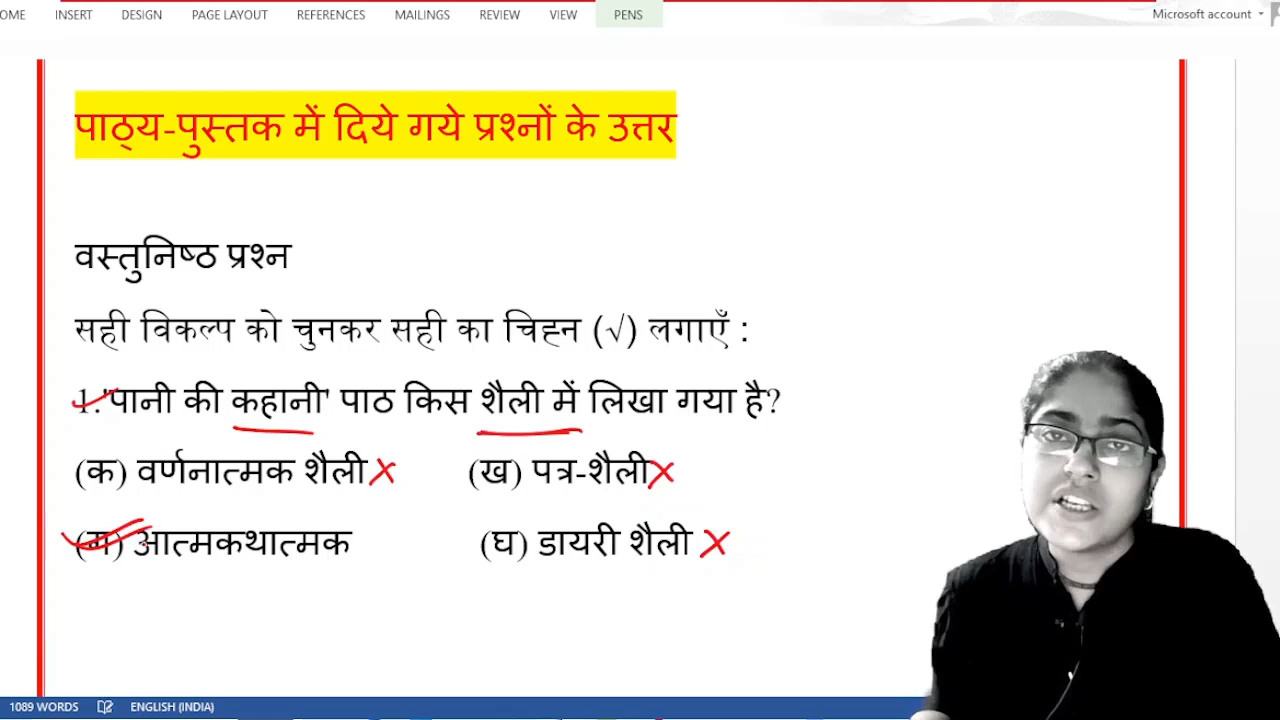 OME INSERT DESIGN PAGE LAYOUT REFERENCES MAILINGS REVIEW VIEW PENS Microsoft account
पाठ्य-पुस्तक में दिये गये प्रश्नों के उत्तर
वस्तुनिष्ठ प्रश्न
सही विकल्प को चुनकर सही का चिह्न (√) लगाएँ :
1. 'पानी की कहानी' पाठ किस शैली में लिखा गया है?
(क) वर्णनात्मक शैली (ख) पत्र-शैली
(ग) आत्मकथात्मक (घ) डायरी शैली
1089 WORDS ENGLISH (INDIA)